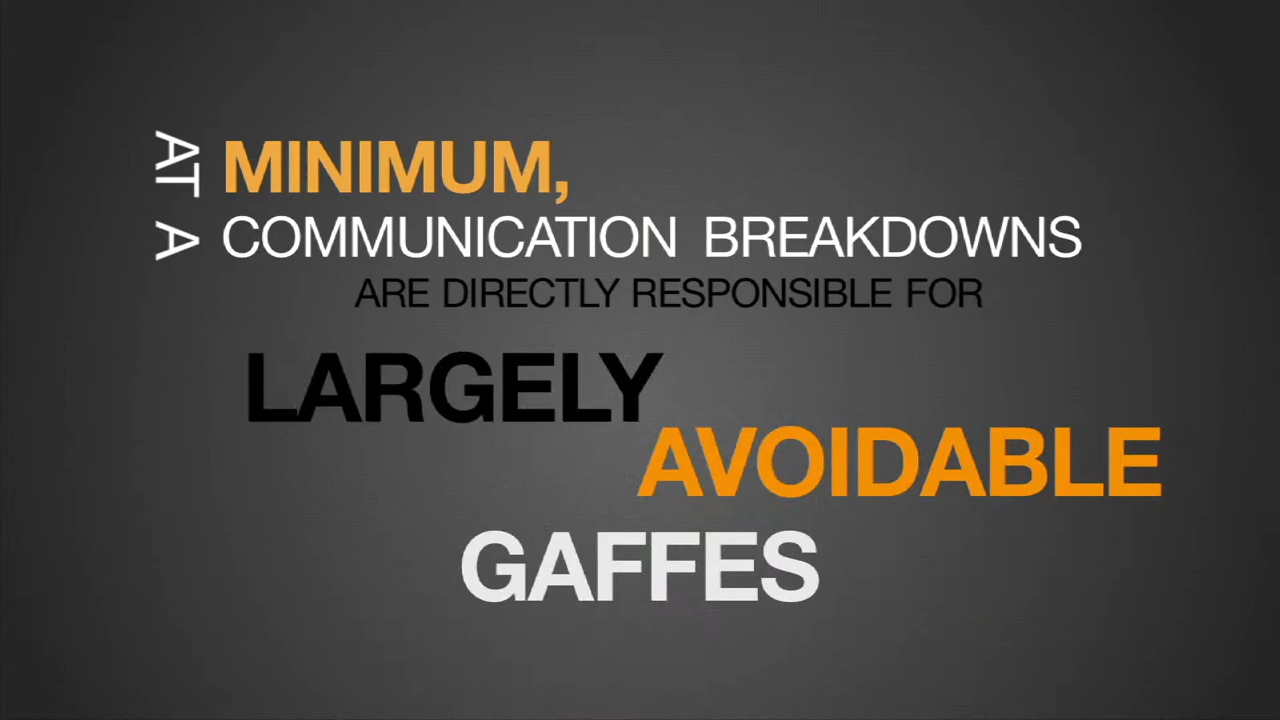 AT A
MINIMUM,
COMMUNICATION BREAKDOWNS
ARE DIRECTLY RESPONSIBLE FOR
LARGELY
AVOIDABLE
GAFFES